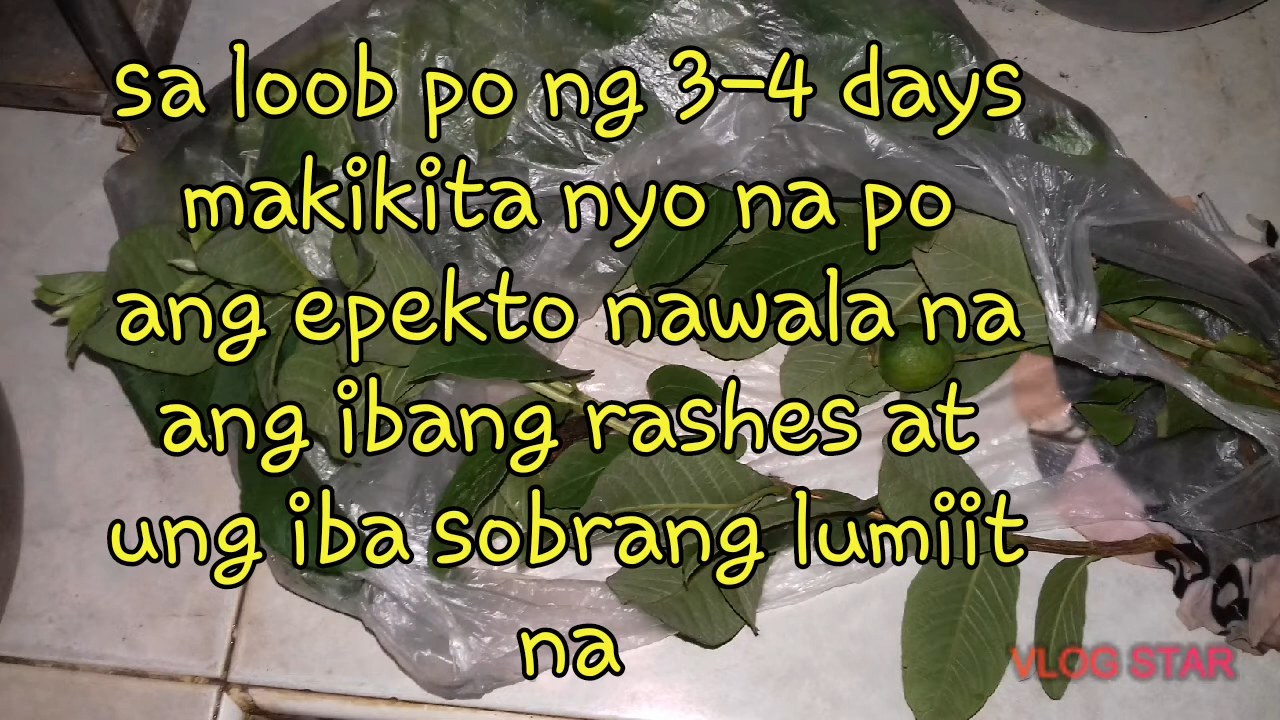 sa loob po ng 3-4 days
makikita nyo na po
ang epekto nawala na
ang ibang rashes at
ung iba sobrang lumiit
na
VLOG STAR